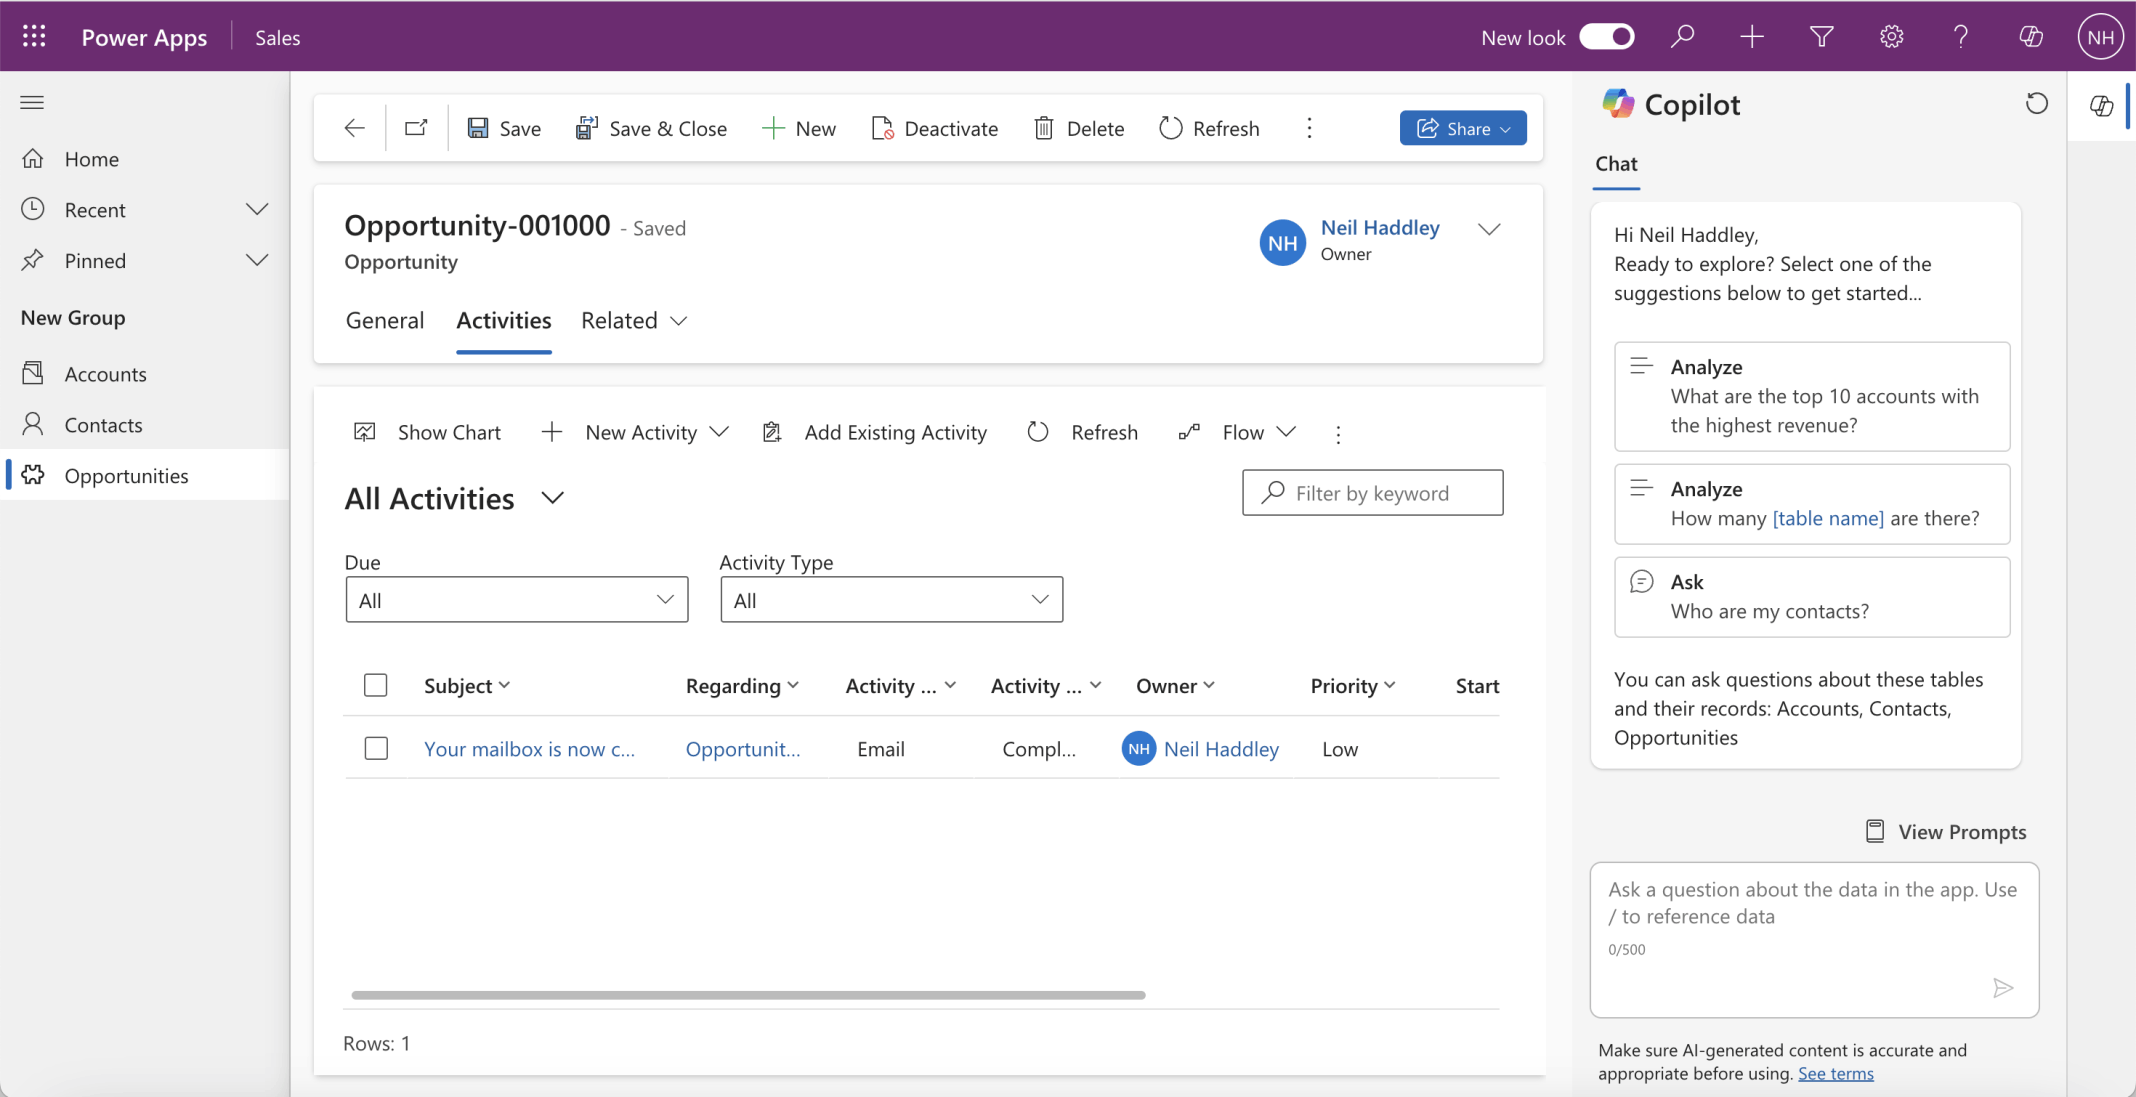 Power Apps
Sales
New look
NH
Home
Recent
Pinned
New Group
Accounts
Contacts
Opportunities
Save
Save & Close
New
Deactivate
Delete
Refresh
Share
Opportunity-001000 - Saved
Opportunity
NH
Neil Haddley
Owner
General
Activities
Related
Show Chart
New Activity
Add Existing Activity
Refresh
Flow
All Activities
Filter by keyword
Due
Activity Type
All
All
Subject Regarding Activity ... Activity ... Owner Priority Start
Your mailbox is now c... Opportunit... Email Compl... NH Neil Haddley Low
Rows: 1
Copilot
Chat
Hi Neil Haddley,
Ready to explore? Select one of the
suggestions below to get started...
Analyze
What are the top 10 accounts with
the highest revenue?
Analyze
How many [table name] are there?
Ask
Who are my contacts?
You can ask questions about these tables
and their records: Accounts, Contacts,
Opportunities
View Prompts
Ask a question about the data in the app. Use
/ to reference data
0/500
Make sure AI-generated content is accurate and
appropriate before using. See terms